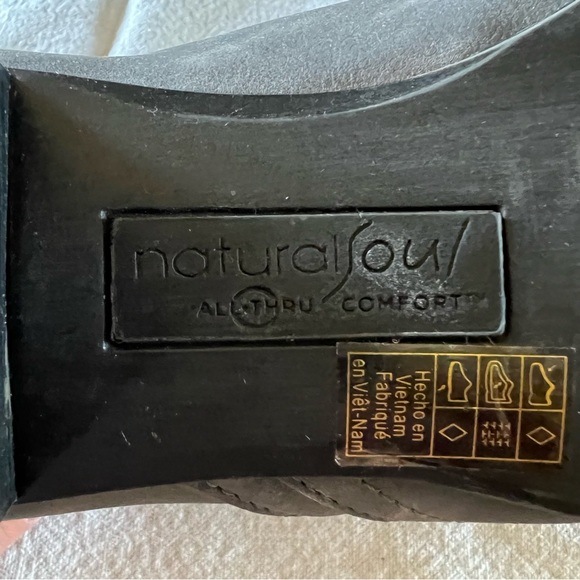 naturalsoul
ALL-THRU COMFORT™
Hecho en
Vietnam
Fabriqué
en Viêt-Nam